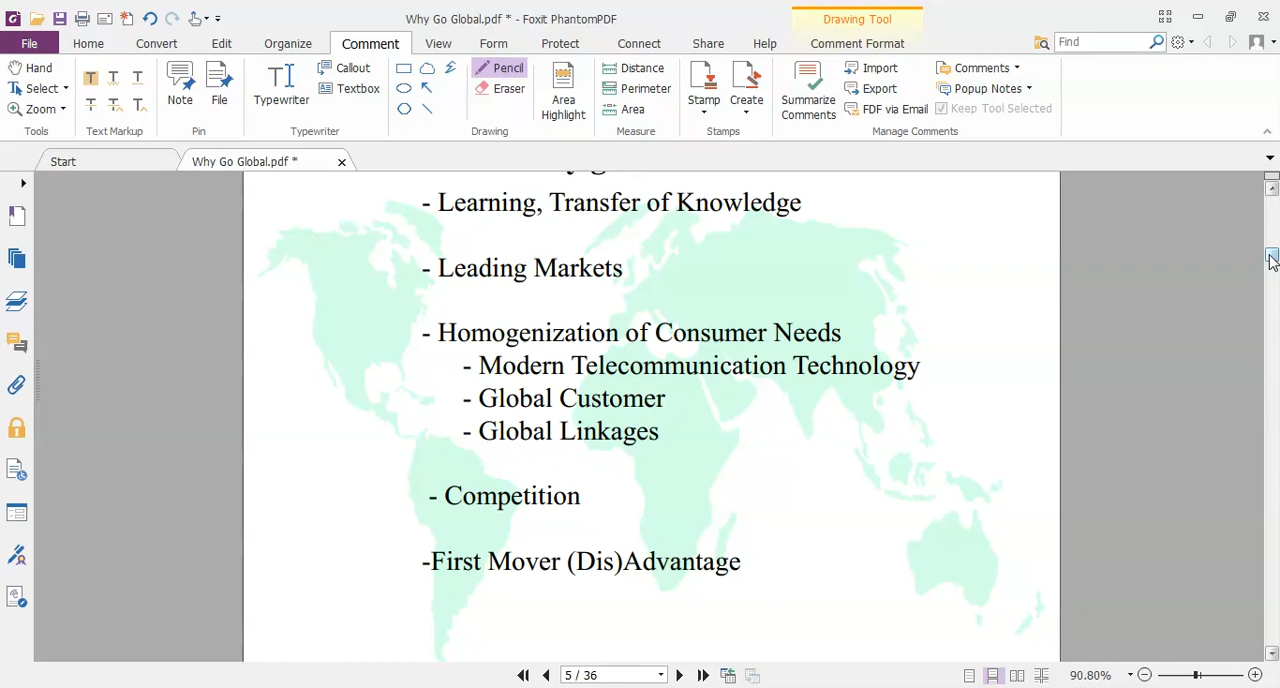 Why Go Global.pdf * - Foxit PhantomPDF
Drawing Tool
File Home Convert Edit Organize Comment View Form Protect Connect Share Help Comment Format Find
Hand
Select
Zoom
Tools
T T T
T T T
Text Markup
Note
File
Pin
Typewriter
Callout
Textbox
Typewriter
Pencil
Eraser
Drawing
Area
Highlight
Distance
Perimeter
Area
Measure
Stamp
Create
Stamps
Summarize
Comments
Import
Export
FDF via Email
Comments
Popup Notes
Keep Tool Selected
Manage Comments
Start
Why Go Global.pdf *
- Learning, Transfer of Knowledge
- Leading Markets
- Homogenization of Consumer Needs
- Modern Telecommunication Technology
- Global Customer
- Global Linkages
- Competition
-First Mover (Dis)Advantage
5 / 36
90.80%